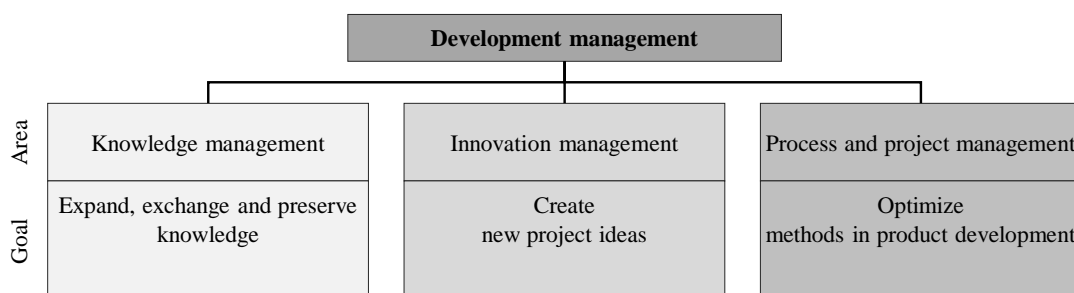 Development management
Area
Knowledge management
Innovation management
Process and project management
Goal
Expand, exchange and preserve
knowledge
Create
new project ideas
Optimize
methods in product development